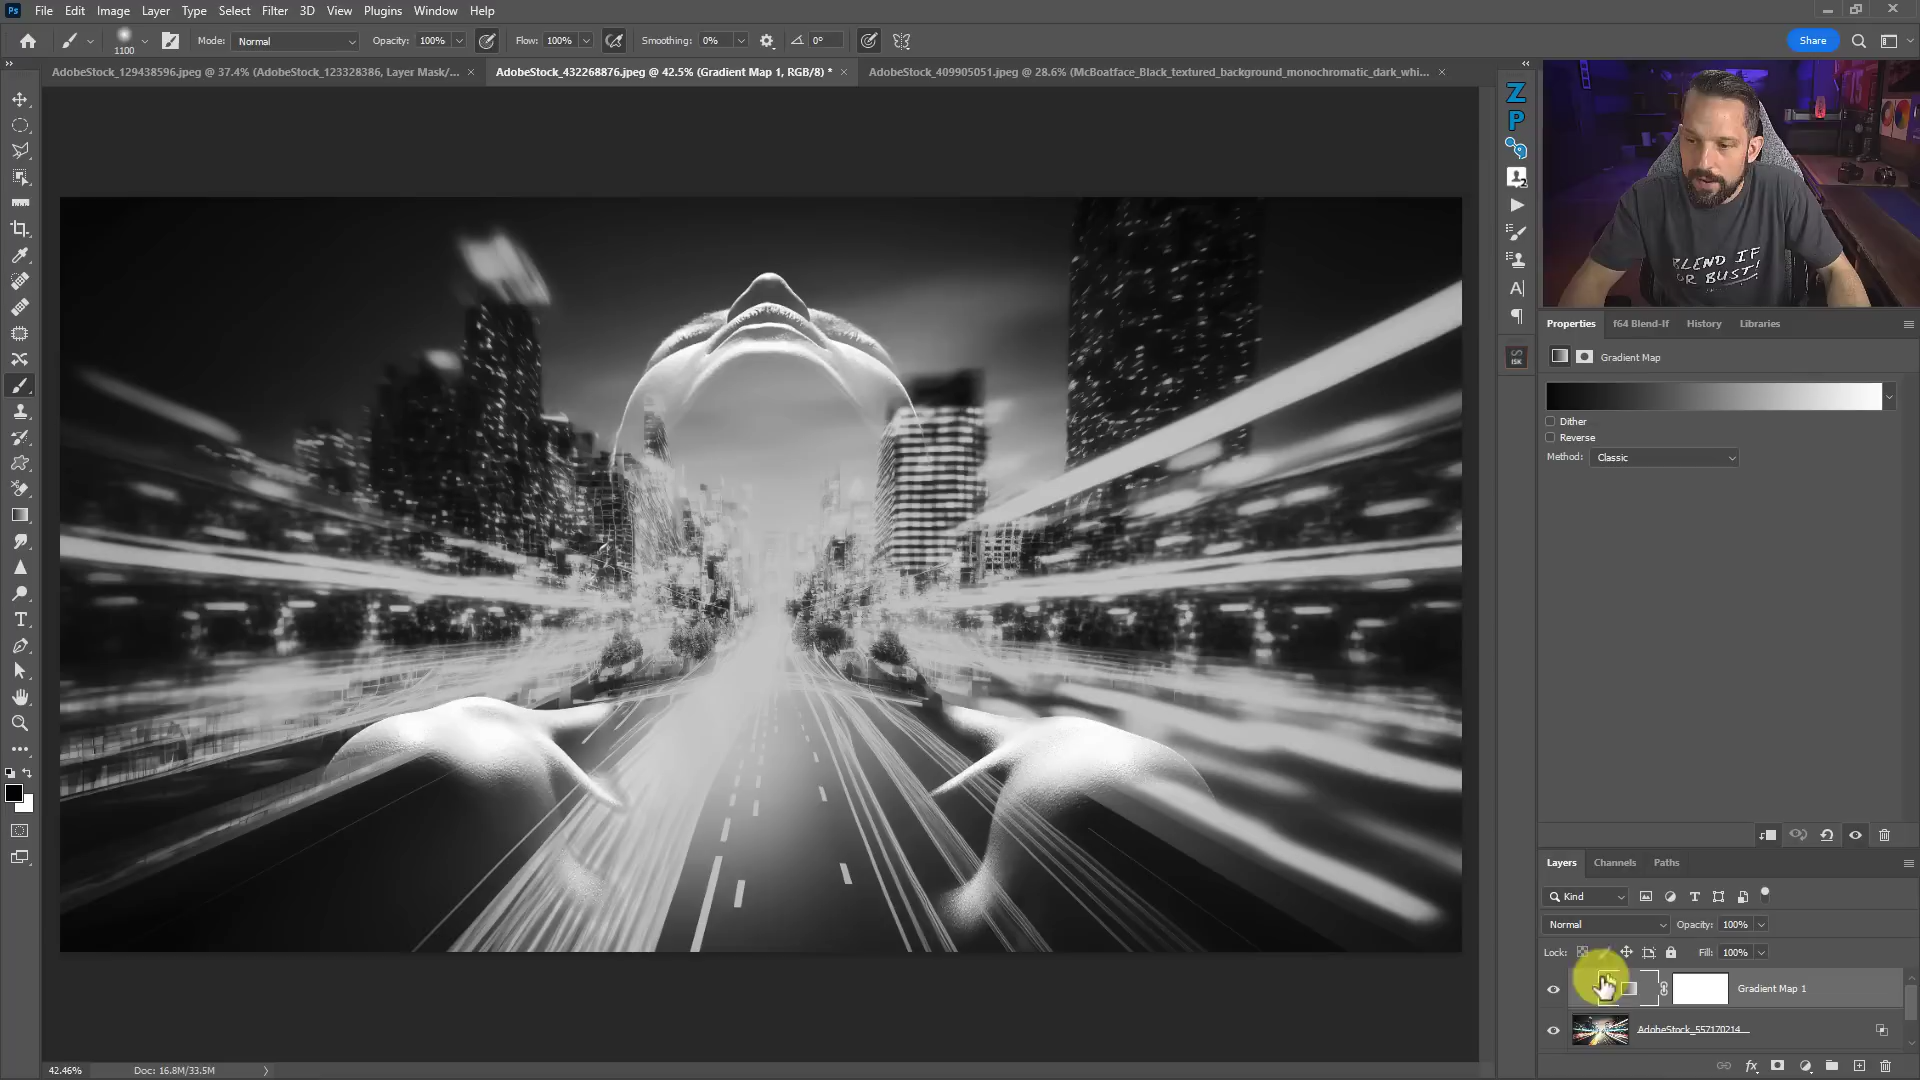 Ps File Edit Image Layer Type Select Filter 3D View Plugins Window Help
1100 Mode: Normal Opacity: 100% Flow: 100% Smoothing: 0% 0° Share
AdobeStock_129438596.jpeg @ 37.4% (AdobeStock_123328386, Layer Mask/... × AdobeStock_432268876.jpeg @ 42.5% (Gradient Map 1, RGB/8) * × AdobeStock_409905051.jpeg @ 28.6% (McBoatface_Black_textured_background_monochromatic_dark_whi... ×
Z
P
BLEND IF
OR BUST!
Properties f64 Blend-If History Libraries
Gradient Map
Dither
Reverse
Method: Classic
Layers Channels Paths
Kind
Normal Opacity: 100%
Lock: Fill: 100%
Gradient Map 1
AdobeStock_557170214...
42.46% Doc: 16.8M/33.5M